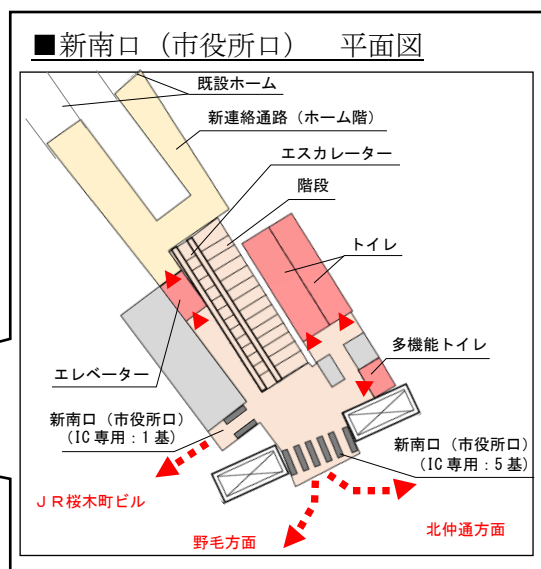 ■新南口（市役所口）　平面図
既設ホーム
新連絡通路（ホーム階）
エスカレーター
階段
トイレ
多機能トイレ
エレベーター
新南口（市役所口）
（IC専用：1基）
新南口（市役所口）
（IC専用：5基）
ＪＲ桜木町ビル
野毛方面
北仲通方面